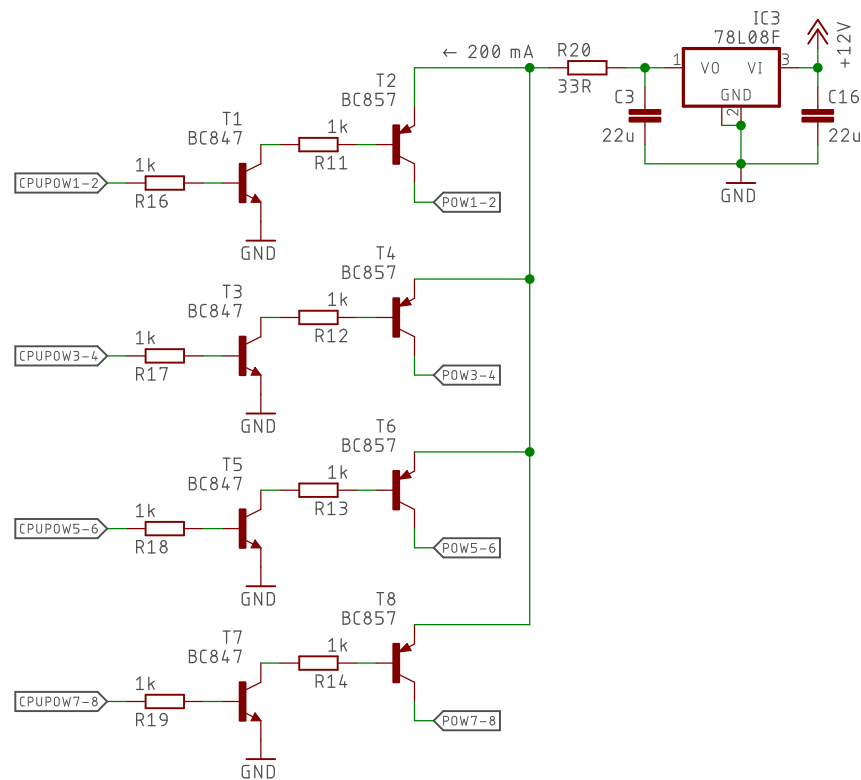 IC3
78L08F
+12V
← 200 mA
R20
33R
1
VO
VI
3
GND
2
C3
22u
C16
22u
GND
T2
BC857
T1
BC847
1k
R11
1k
R16
CPUPOW1-2
POW1-2
GND
T4
BC857
T3
BC847
1k
R12
1k
R17
CPUPOW3-4
POW3-4
GND
T6
BC857
T5
BC847
1k
R13
1k
R18
CPUPOW5-6
POW5-6
GND
T8
BC857
T7
BC847
1k
R14
1k
R19
CPUPOW7-8
POW7-8
GND